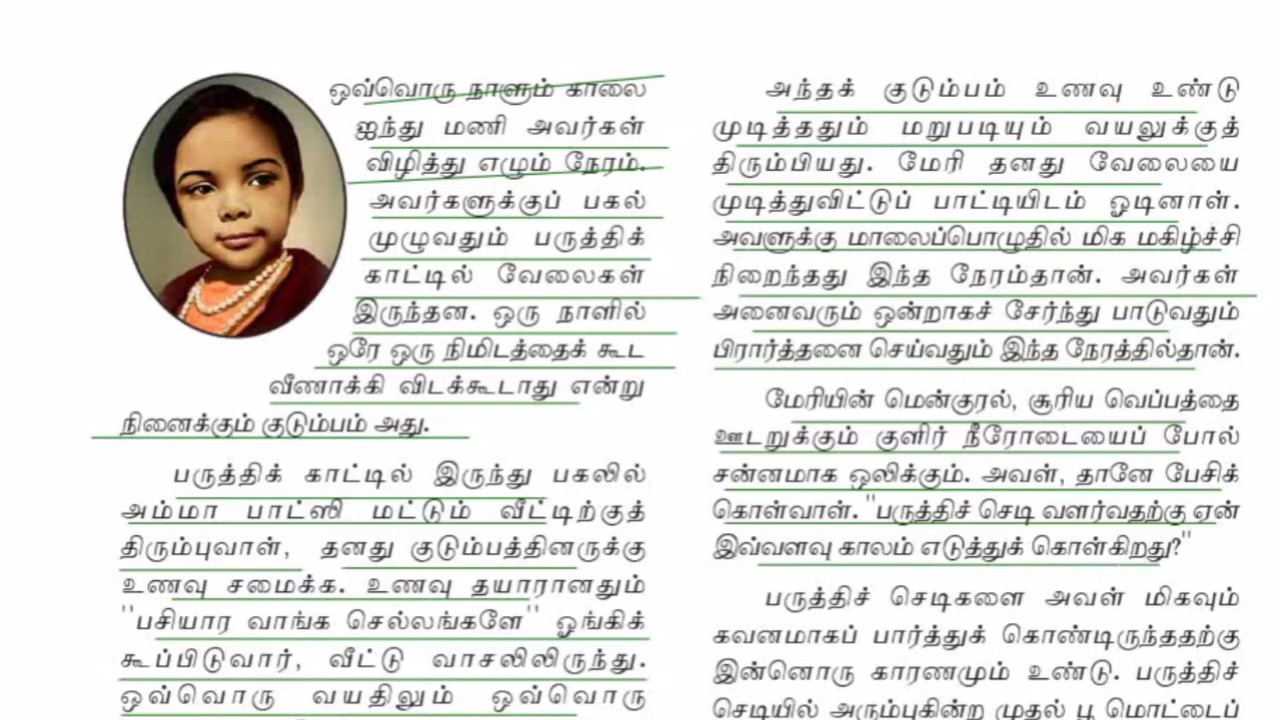 ஒவ்வொரு நாளும் காலை
ஐந்து மணி அவர்கள்
விழித்து எழும் நேரம்.
அவர்களுக்குப் பகல்
முழுவதும் பருத்திக்
காட்டில் வேலைகள்
இருந்தன. ஒரு நாளில்
ஒரே ஒரு நிமிடத்தைக் கூட
வீணாக்கி விடக்கூடாது என்று
நினைக்கும் குடும்பம் அது.
பருத்திக் காட்டில் இருந்து பகலில்
அம்மா பாட்ஸி மட்டும் வீட்டிற்குத்
திரும்புவாள், தனது குடும்பத்தினருக்கு
உணவு சமைக்க. உணவு தயாரானதும்
"பசியார வாங்க செல்லங்களே" ஓங்கிக்
கூப்பிடுவார், வீட்டு வாசலிலிருந்து.
ஒவ்வொரு வயதிலும் ஒவ்வொரு
அந்தக் குடும்பம் உணவு உண்டு
முடித்ததும் மறுபடியும் வயலுக்குத்
திரும்பியது. மேரி தனது வேலையை
முடித்துவிட்டுப் பாட்டியிடம் ஓடினாள்.
அவளுக்கு மாலைப்பொழுதில் மிக மகிழ்ச்சி
நிறைந்தது இந்த நேரம்தான். அவர்கள்
அனைவரும் ஒன்றாகச் சேர்ந்து பாடுவதும்
பிரார்த்தனை செய்வதும் இந்த நேரத்தில்தான்.
மேரியின் மென்குரல், சூரிய வெப்பத்தை
ஊடறுக்கும் குளிர் நீரோடையைப் போல்
சன்னமாக ஒலிக்கும். அவள், தானே பேசிக்
கொள்வாள். "பருத்திச் செடி வளர்வதற்கு ஏன்
இவ்வளவு காலம் எடுத்துக் கொள்கிறது?"
பருத்திச் செடிகளை அவள் மிகவும்
கவனமாகப் பார்த்துக் கொண்டிருந்ததற்கு
இன்னொரு காரணமும் உண்டு. பருத்திச்
செடியில் அரும்புகின்ற முதல் பூ மொட்டைப்